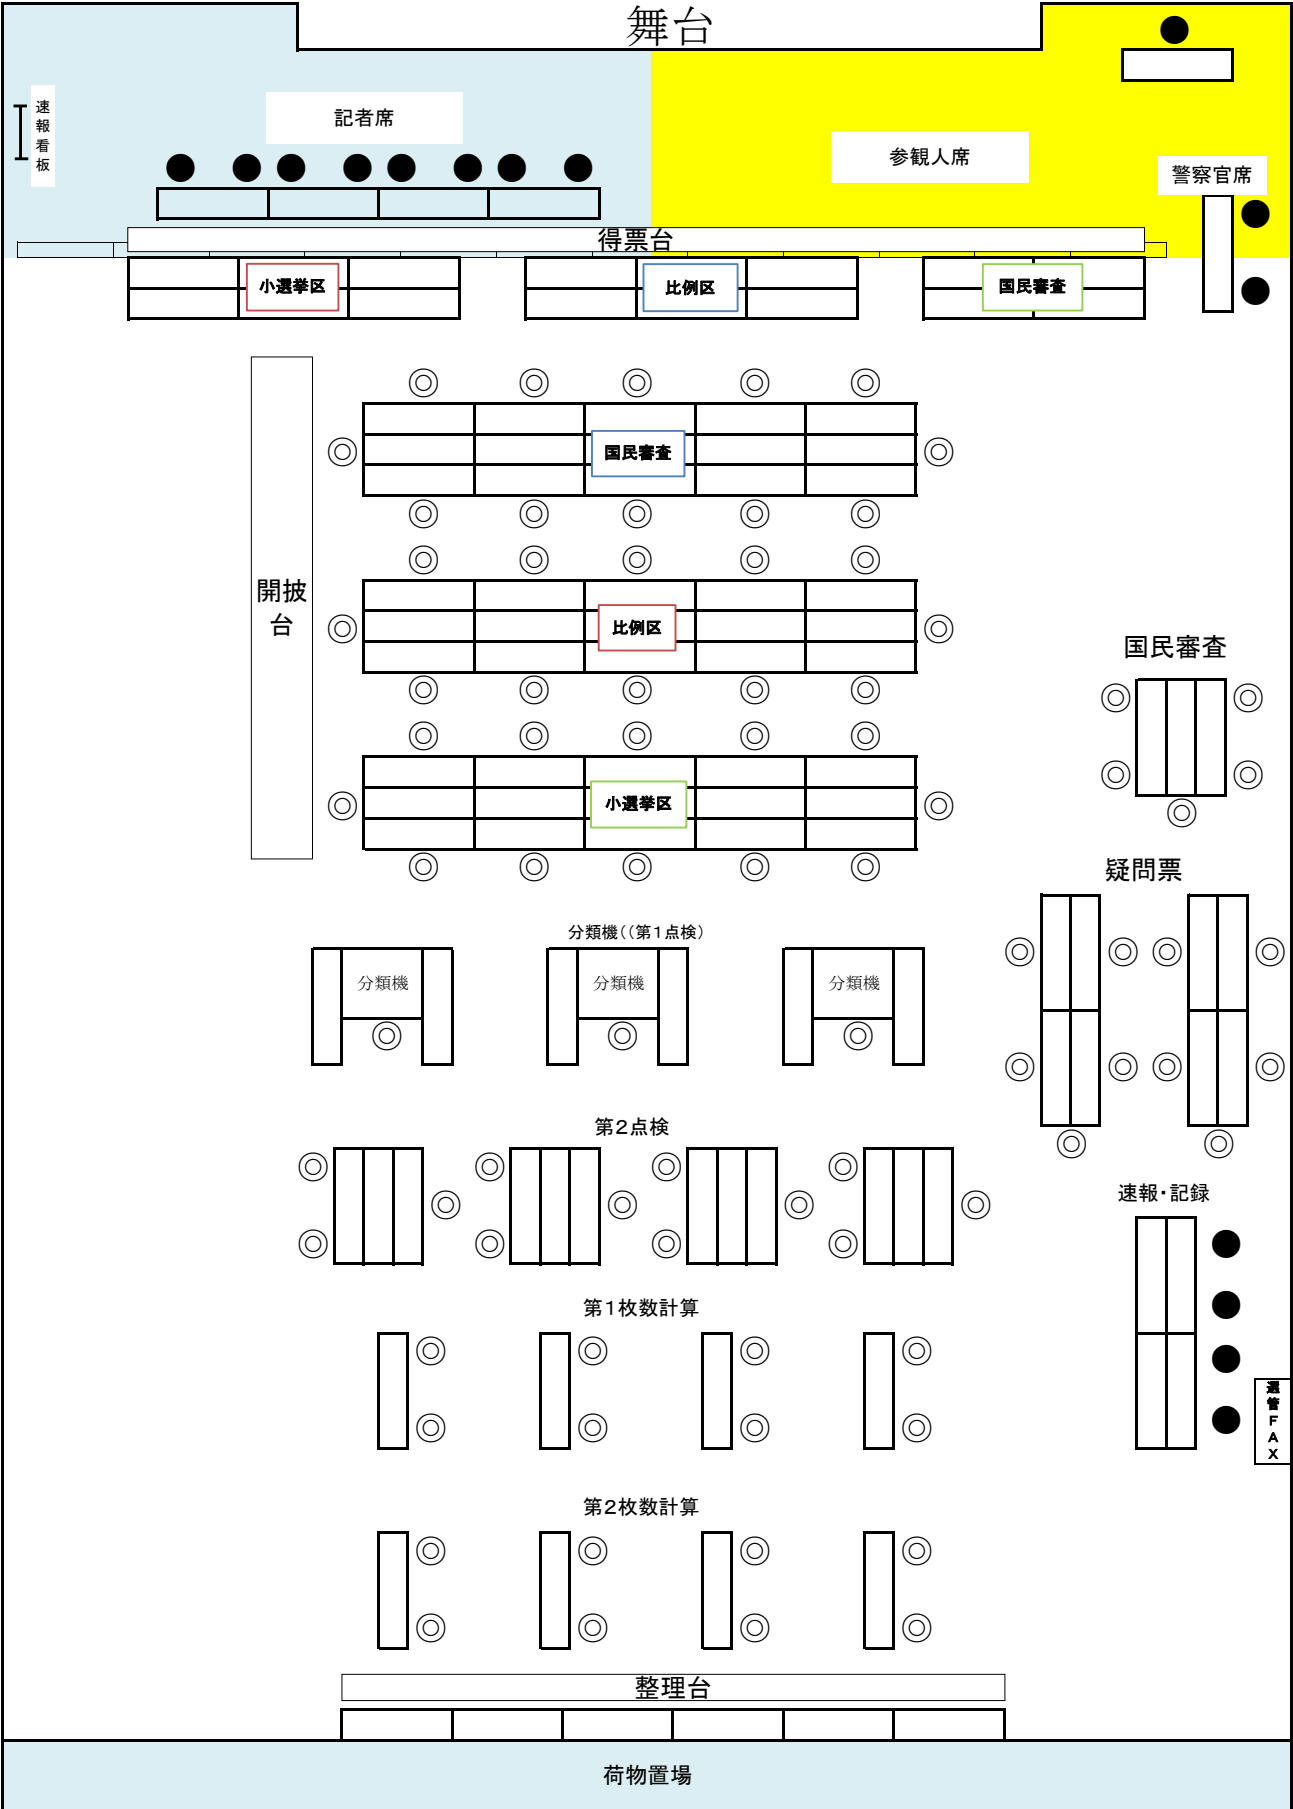 舞台
速報看板
記者席
参観人席
警察官席
得票台
小選挙区
比例区
国民審査
国民審査
開披台
比例区
国民審査
小選挙区
疑問票
分類機((第1点検)
分類機
分類機
分類機
第2点検
速報・記録
第1枚数計算
選管FAX
第2枚数計算
整理台
荷物置場